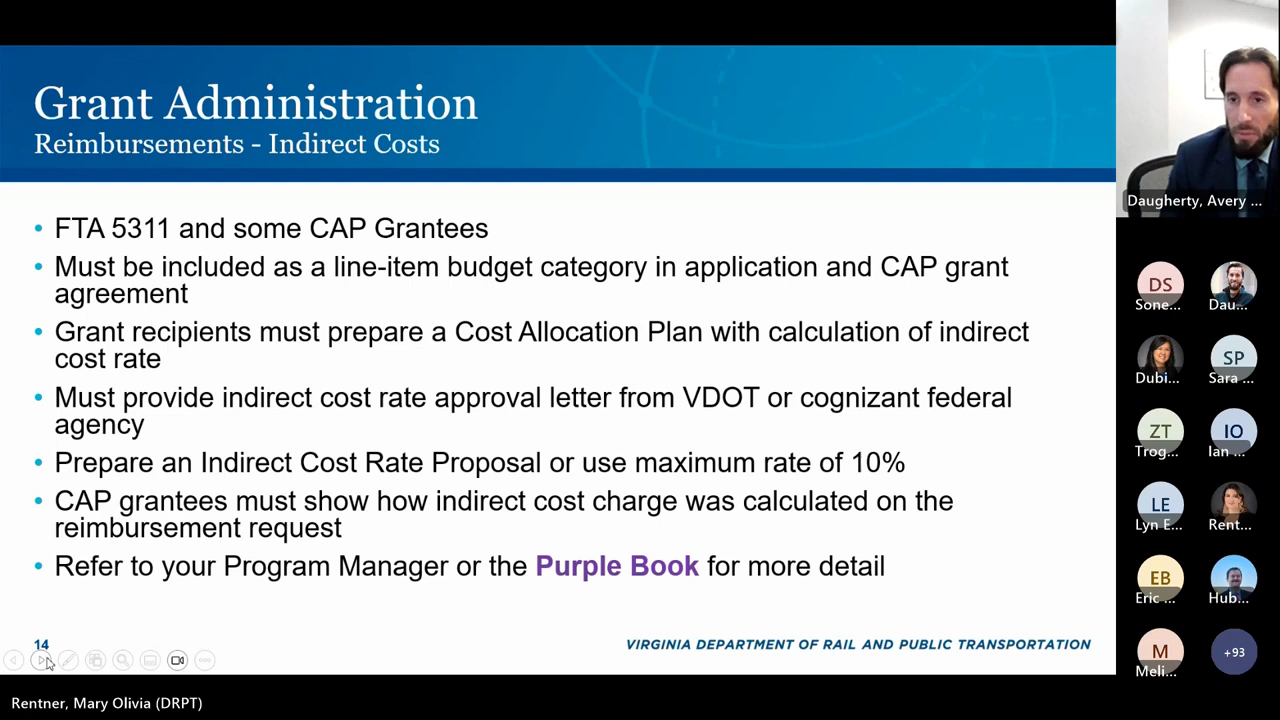 Grant Administration
Reimbursements - Indirect Costs
• FTA 5311 and some CAP Grantees
• Must be included as a line-item budget category in application and CAP grant
agreement
• Grant recipients must prepare a Cost Allocation Plan with calculation of indirect
cost rate
• Must provide indirect cost rate approval letter from VDOT or cognizant federal
agency
• Prepare an Indirect Cost Rate Proposal or use maximum rate of 10%
• CAP grantees must show how indirect cost charge was calculated on the
reimbursement request
• Refer to your Program Manager or the Purple Book for more detail
14
VIRGINIA DEPARTMENT OF RAIL AND PUBLIC TRANSPORTATION
Rentner, Mary Olivia (DRPT)
Daugherty, Avery ...
DS
Sone...
Dau...
Dubi...
SP
Sara ...
ZT
Trog...
IO
Ian ...
LE
Lyn E...
Rent...
EB
Eric ...
Hub...
M
Meli...
+93